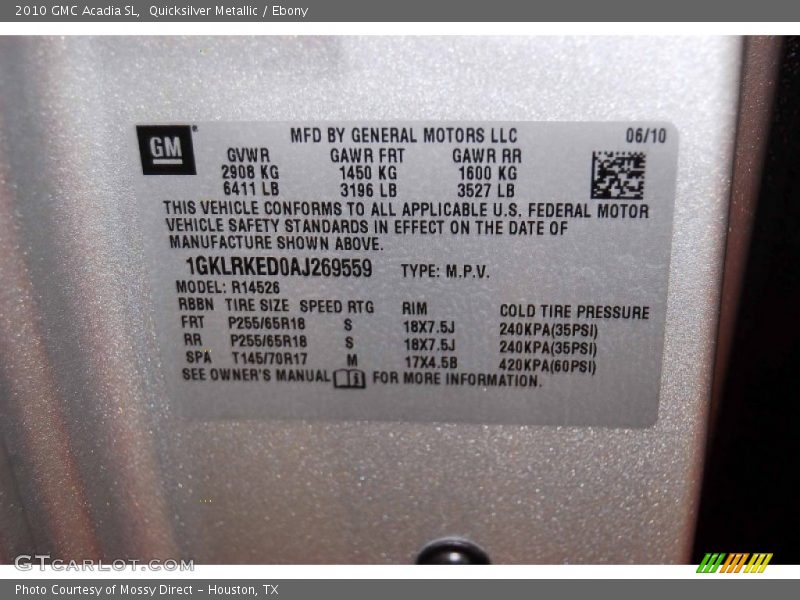 2010 GMC Acadia SL, Quicksilver Metallic / Ebony
GM
MFD BY GENERAL MOTORS LLC 06/10
GVWR GAWR FRT GAWR RR
2908 KG 1450 KG 1600 KG
6411 LB 3196 LB 3527 LB
THIS VEHICLE CONFORMS TO ALL APPLICABLE U.S. FEDERAL MOTOR
VEHICLE SAFETY STANDARDS IN EFFECT ON THE DATE OF
MANUFACTURE SHOWN ABOVE.
1GKLRKED0AJ269559 TYPE: M.P.V.
MODEL: R14526
RBBN TIRE SIZE SPEED RTG RIM COLD TIRE PRESSURE
FRT P255/65R18 S 18X7.5J 240KPA(35PSI)
RR P255/65R18 S 18X7.5J 240KPA(35PSI)
SPA T145/70R17 M 17X4.5B 420KPA(60PSI)
SEE OWNER'S MANUAL FOR MORE INFORMATION.
GTCarLot.com
Photo Courtesy of Mossy Direct - Houston, TX